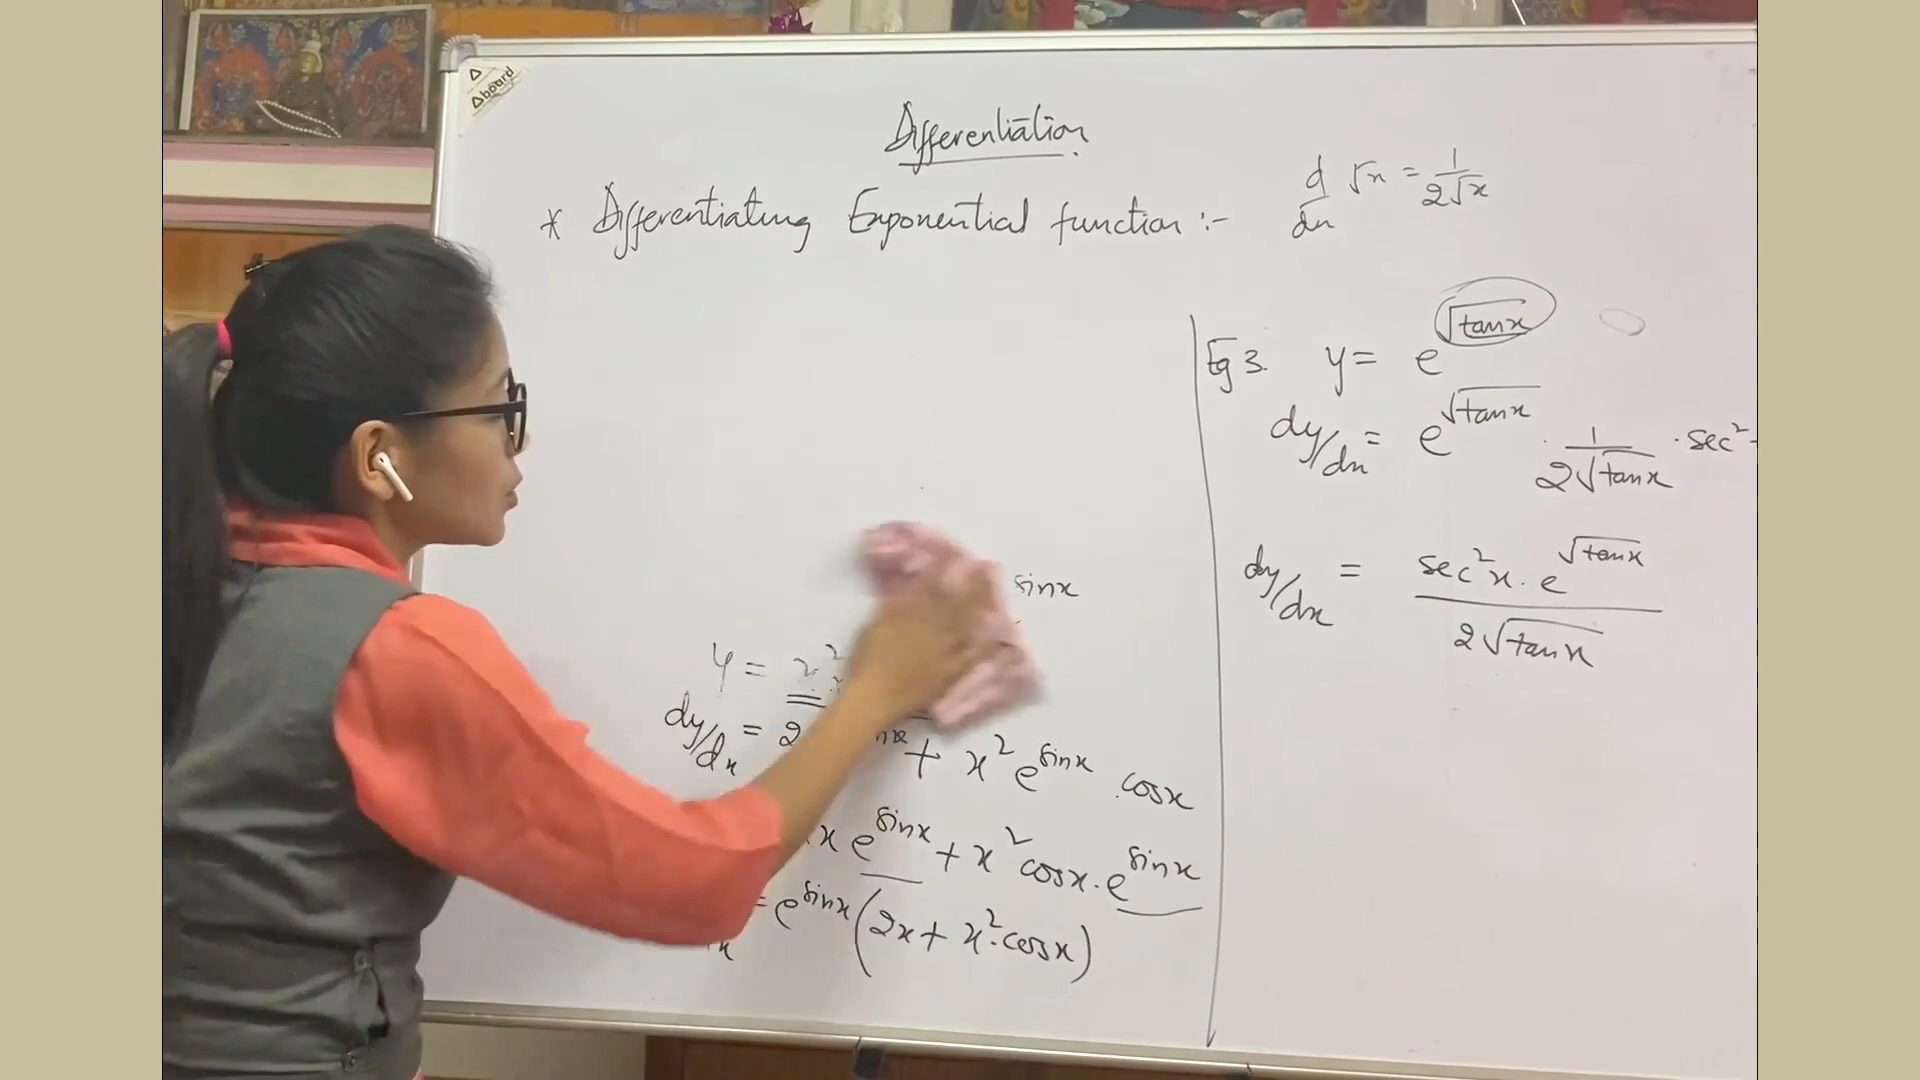 Δboard
Differentiation
* Differentiating Exponential function :-
d/dx √x = 1/2√x
sinx
y = x²
dy/dx = 2 + x² e^sinx . cosx
x e^sinx + x² cosx . e^sinx
= e^sinx (2x + x² . cosx)
Eg 3. y = e^√tanx
dy/dx = e^√tanx . 1/2√tanx . sec²
dy/dx = sec²x . e^√tanx / 2√tanx